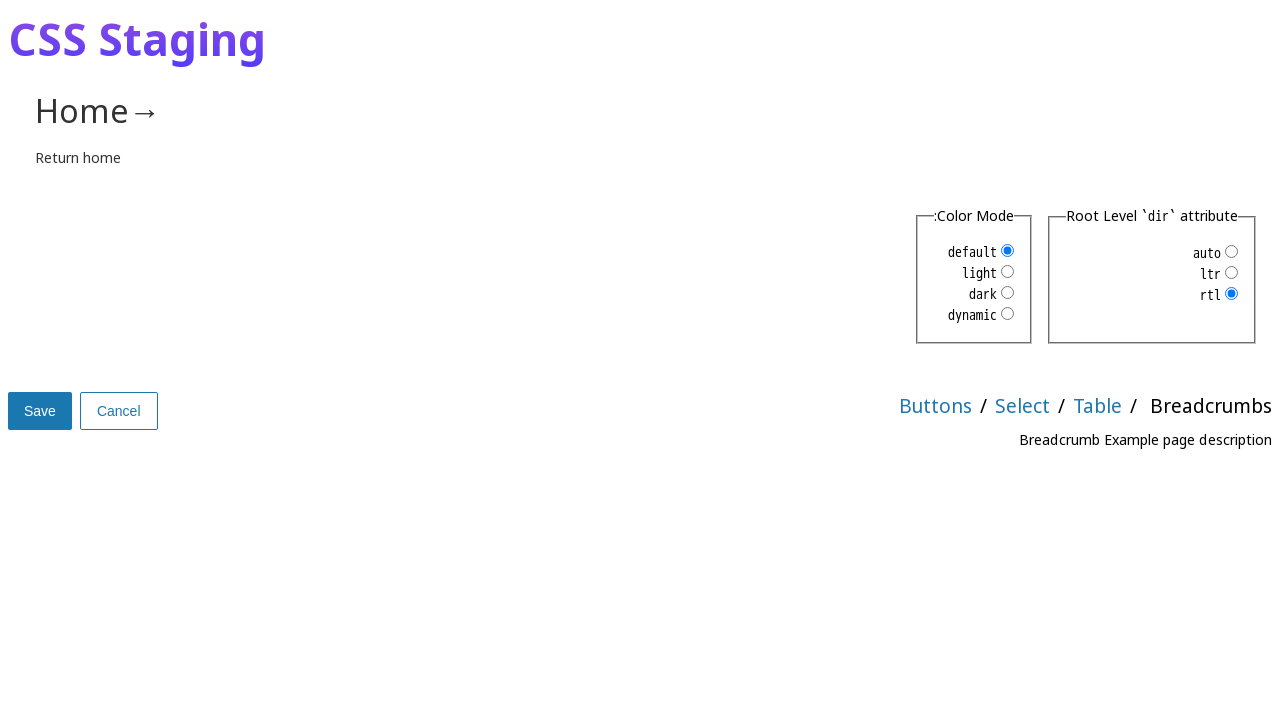 CSS Staging
Home→
Return home
Root Level `dir` attribute
auto
ltr
rtl
:Color Mode
default
light
dark
dynamic
Buttons / Select / Table / Breadcrumbs
Breadcrumb Example page description
Save
Cancel